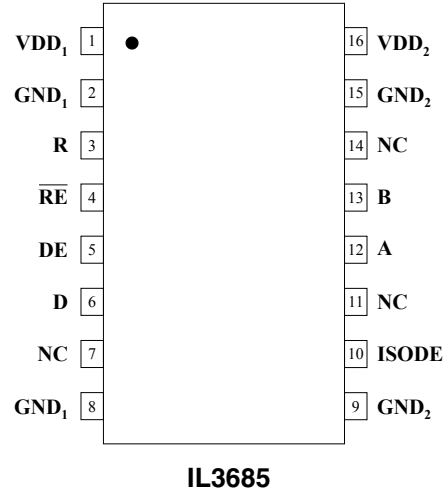 VDD₁ 1 16 VDD₂
GND₁ 2 15 GND₂
R 3 14 NC
R̅E̅ 4 13 B
DE 5 12 A
D 6 11 NC
NC 7 10 ISODE
GND₁ 8 9 GND₂
IL3685